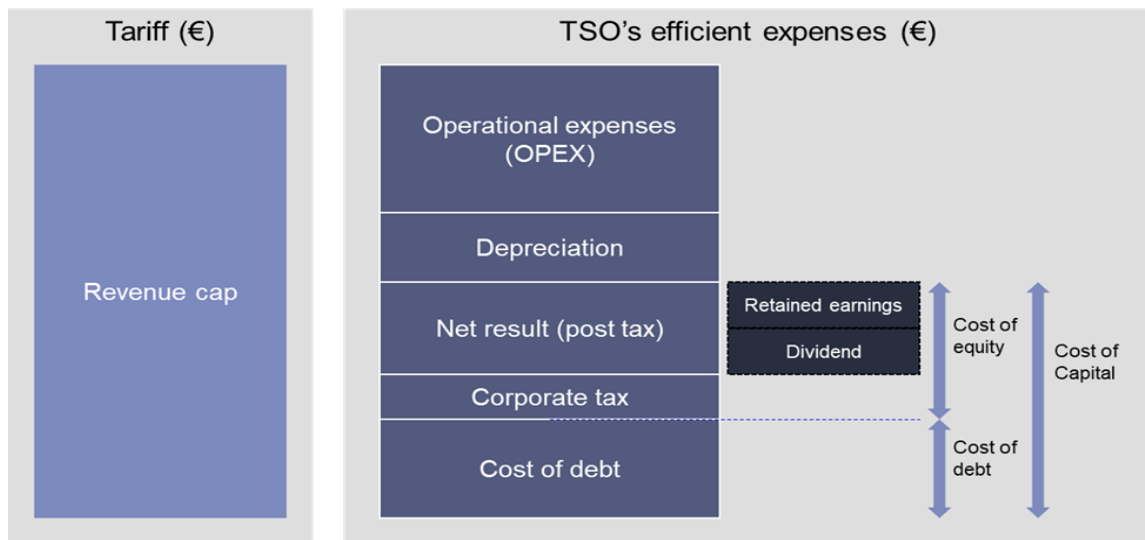 Tariff (€)
TSO's efficient expenses (€)
Revenue cap
Operational expenses
(OPEX)
Depreciation
Net result (post tax)
Corporate tax
Cost of debt
Retained earnings
Dividend
Cost of
equity
Cost of
debt
Cost of
Capital